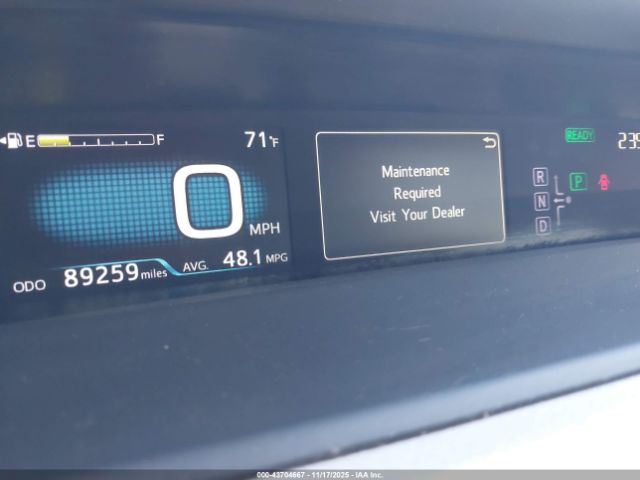 E F 71°F
0 MPH
ODO 89259 miles AVG. 48.1 MPG
Maintenance
Required
Visit Your Dealer
READY
R
N
D
P
000-43704667 - 11/17/2025 - IAA Inc.